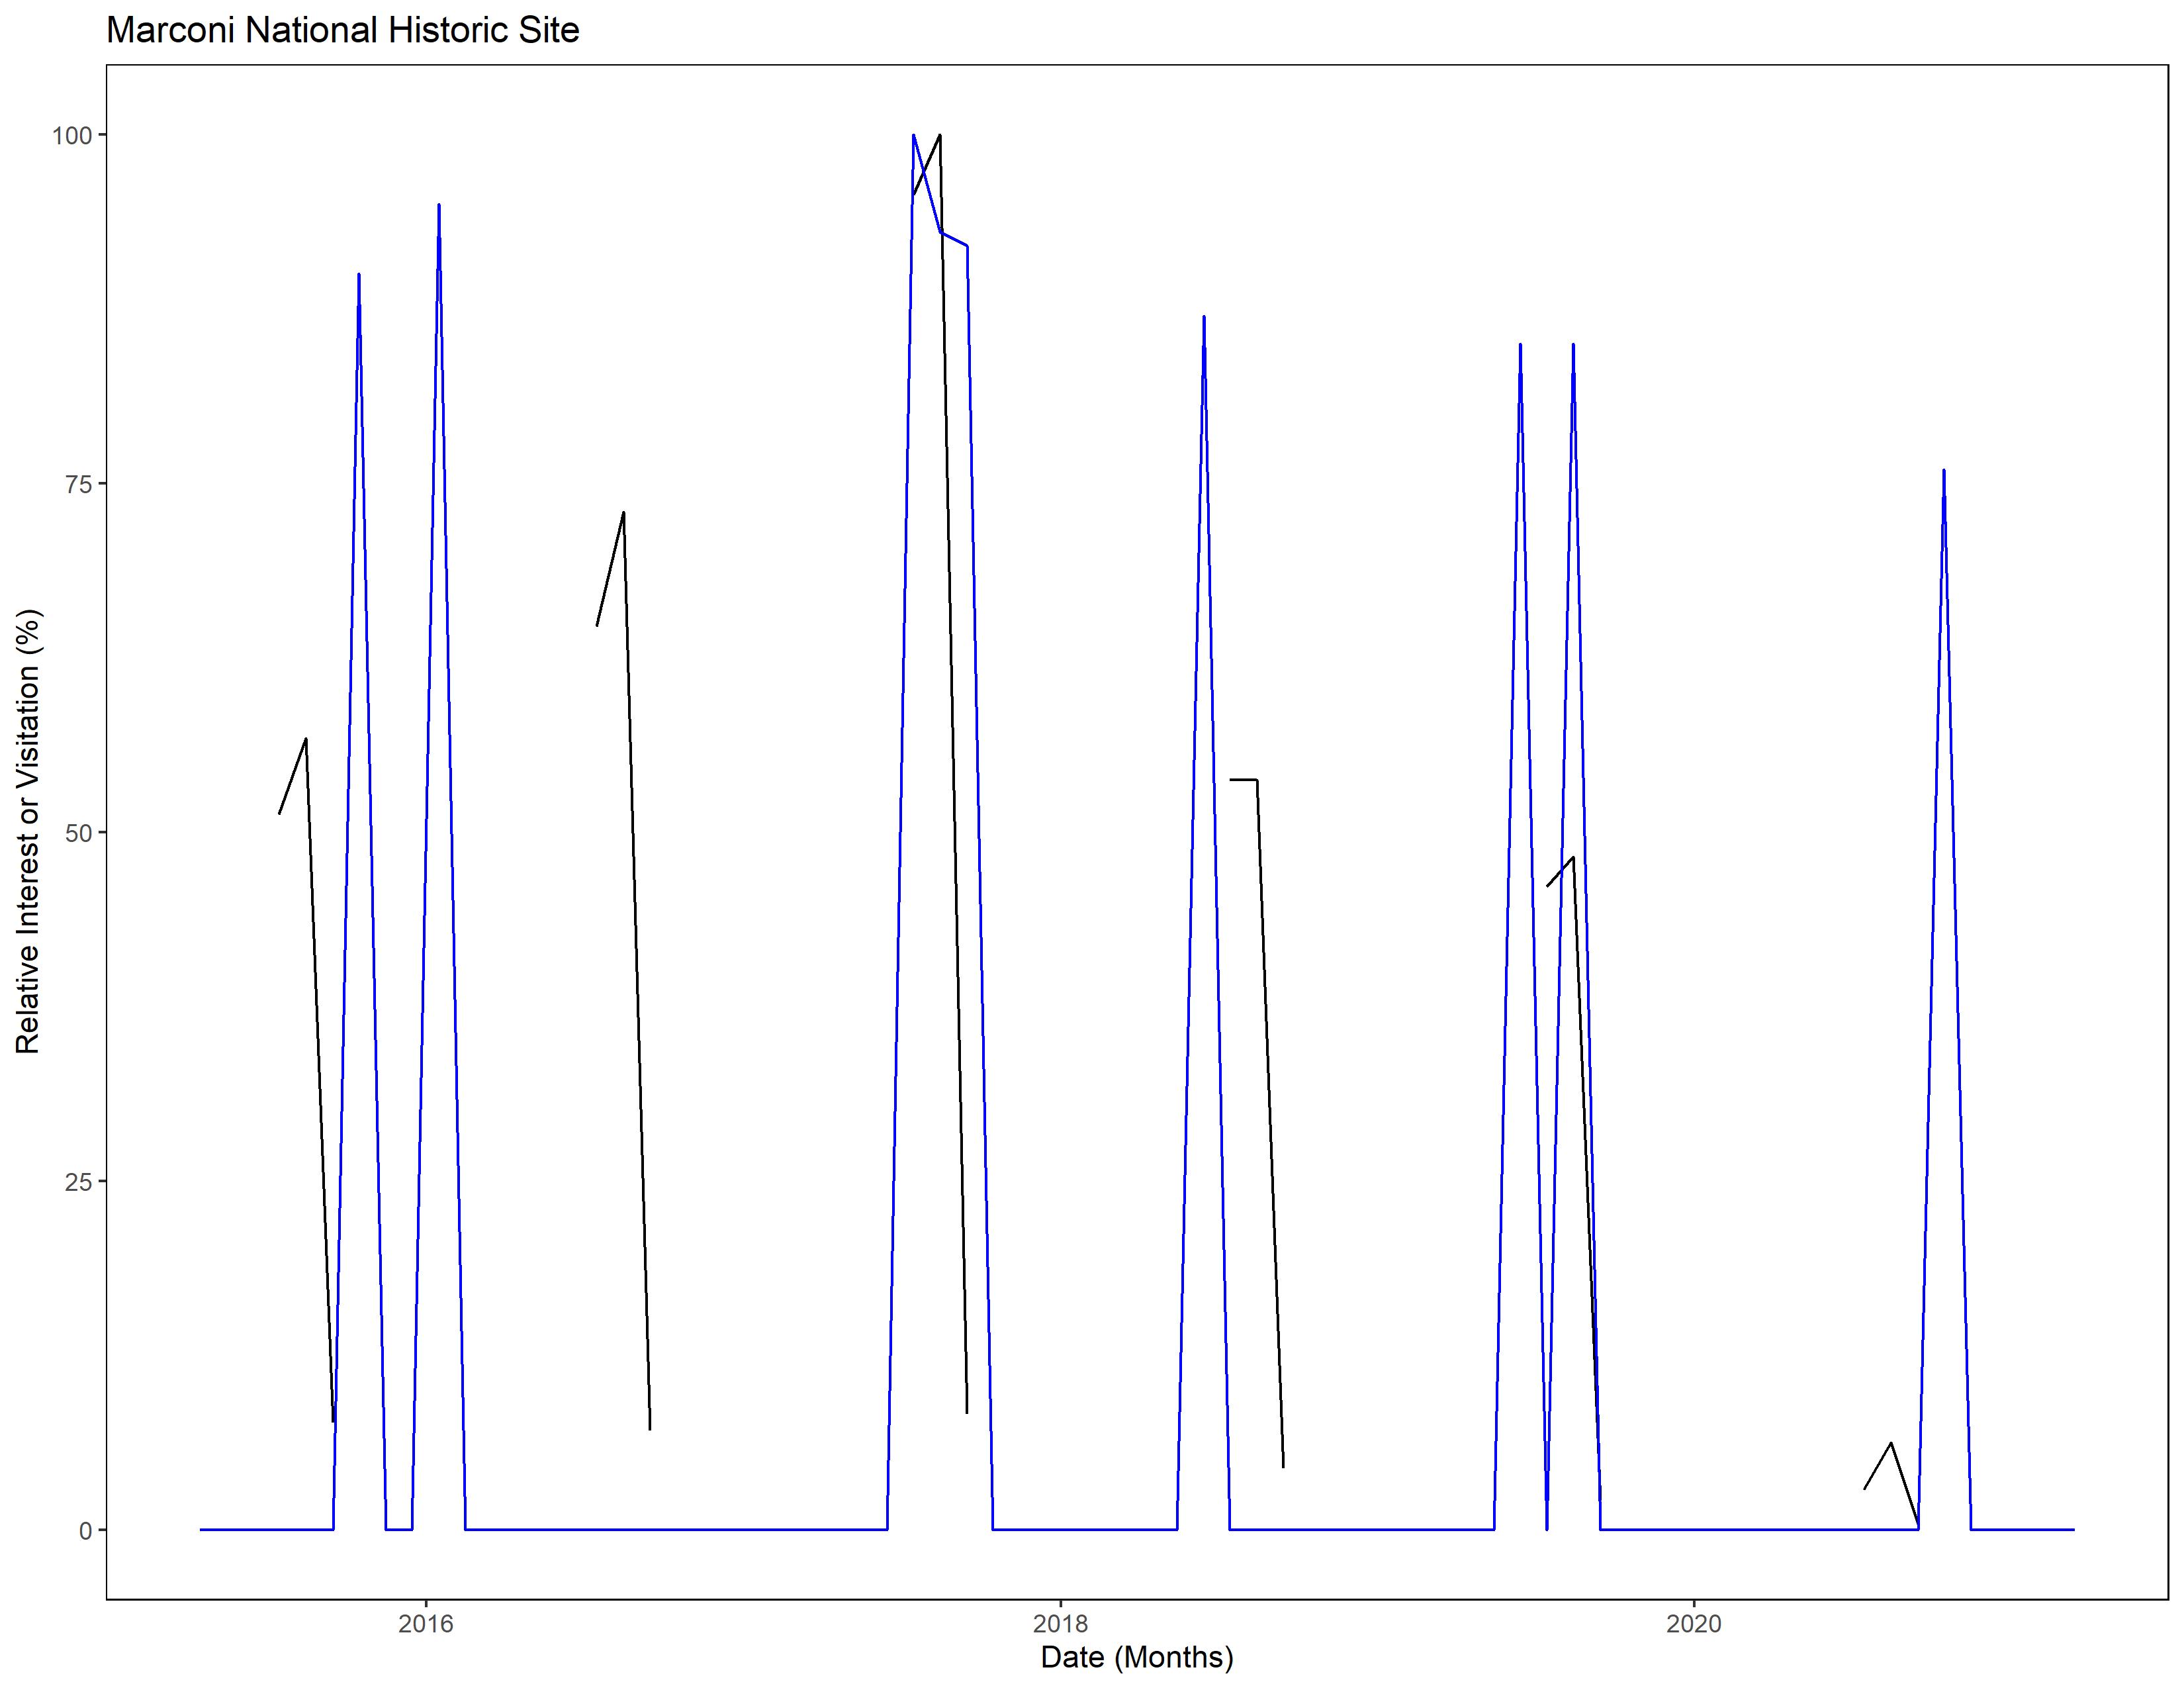 Marconi National Historic Site
Relative Interest or Visitation (%)
100
75
50
25
0
2016 2018 2020
Date (Months)